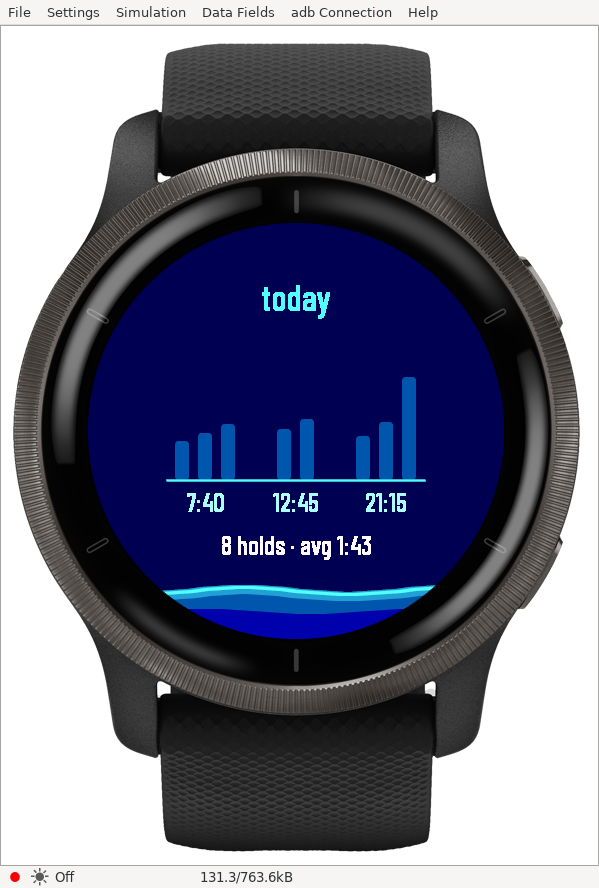 File Settings Simulation Data Fields adb Connection Help
today
7:40 12:45 21:15
8 holds · avg 1:43
Off 131.3/763.6kB